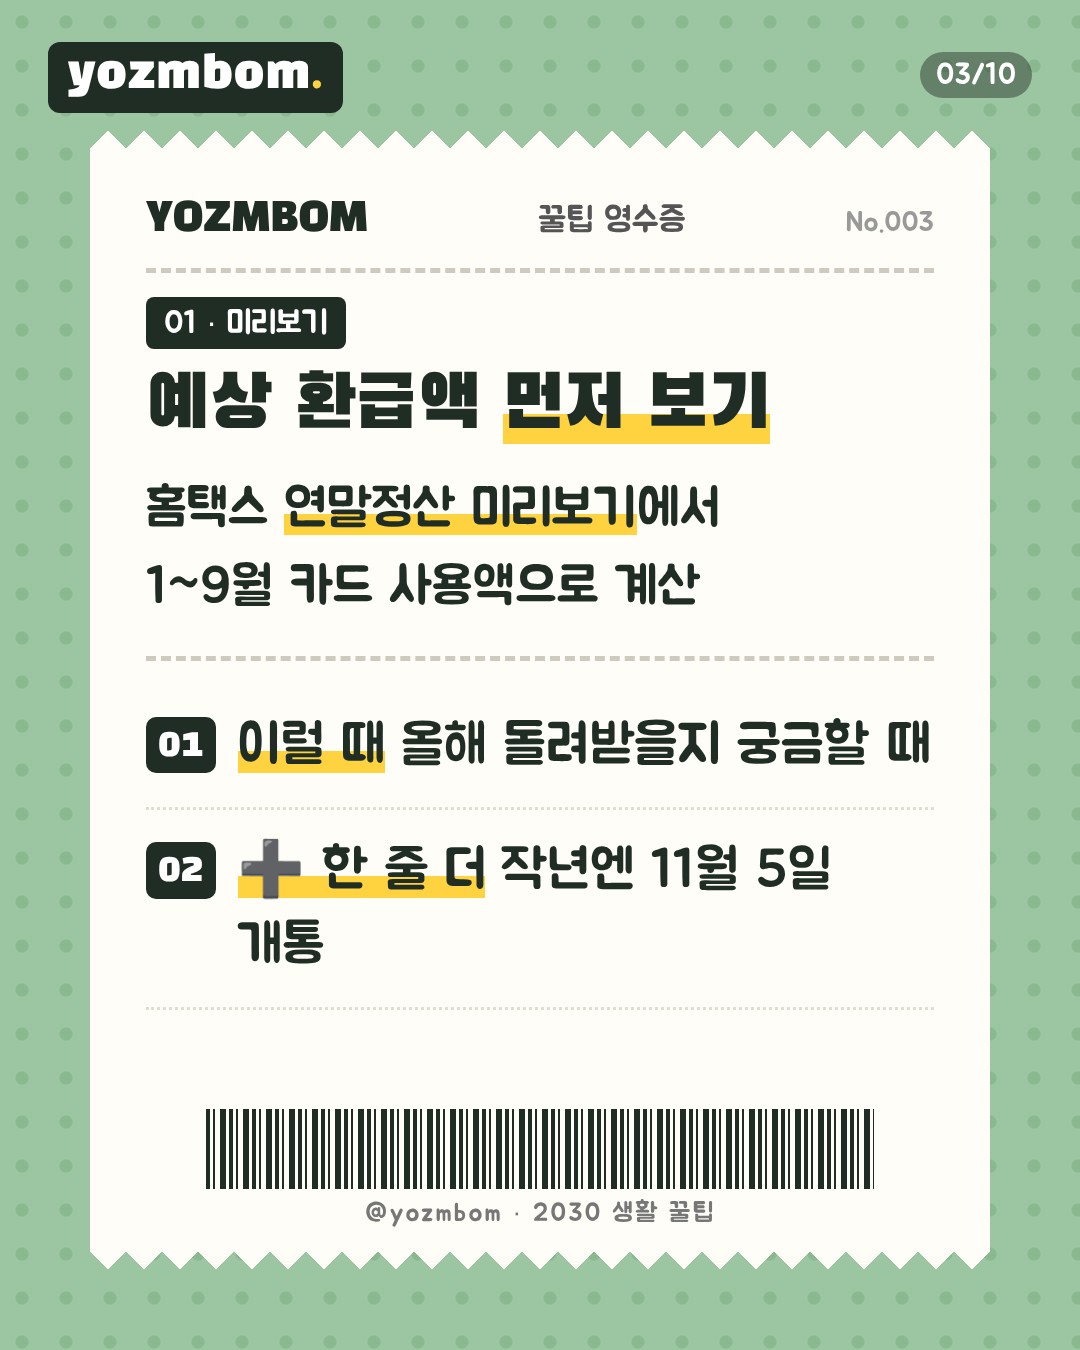 yozmbom.
03/10
YOZMBOM 꿀팁 영수증 No.003
01 · 미리보기
예상 환급액 먼저 보기
홈택스 연말정산 미리보기에서
1~9월 카드 사용액으로 계산
01 이럴 때 올해 돌려받을지 궁금할 때
02 ➕ 한 줄 더 작년엔 11월 5일
개통
@yozmbom · 2030 생활 꿀팁